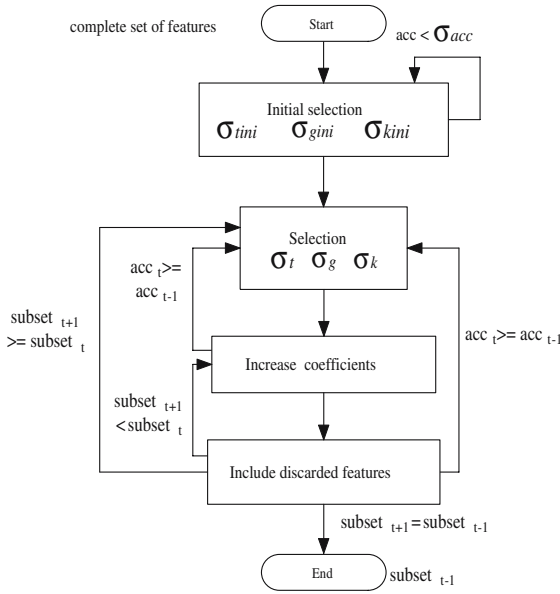 complete set of features
Start
acc < σacc
Initial selection
σtini σgini σkini
Selection
σt σg σk
acc t>=
acc t-1
subset t+1
>= subset t
acc t>= acc t-1
Increase coefficients
subset t+1
< subset t
Include discarded features
subset t+1 = subset t-1
End
subset t-1